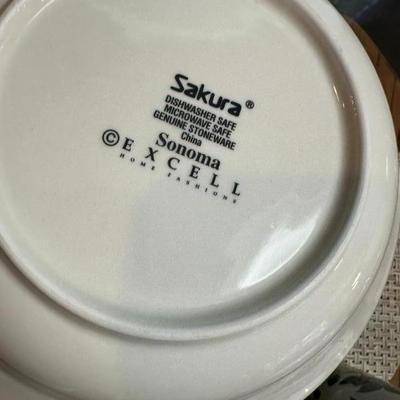 Sakura®
DISHWASHER SAFE
MICROWAVE SAFE
GENUINE STONEWARE
China
Sonoma
©EXCELL
HOME FASHIONS